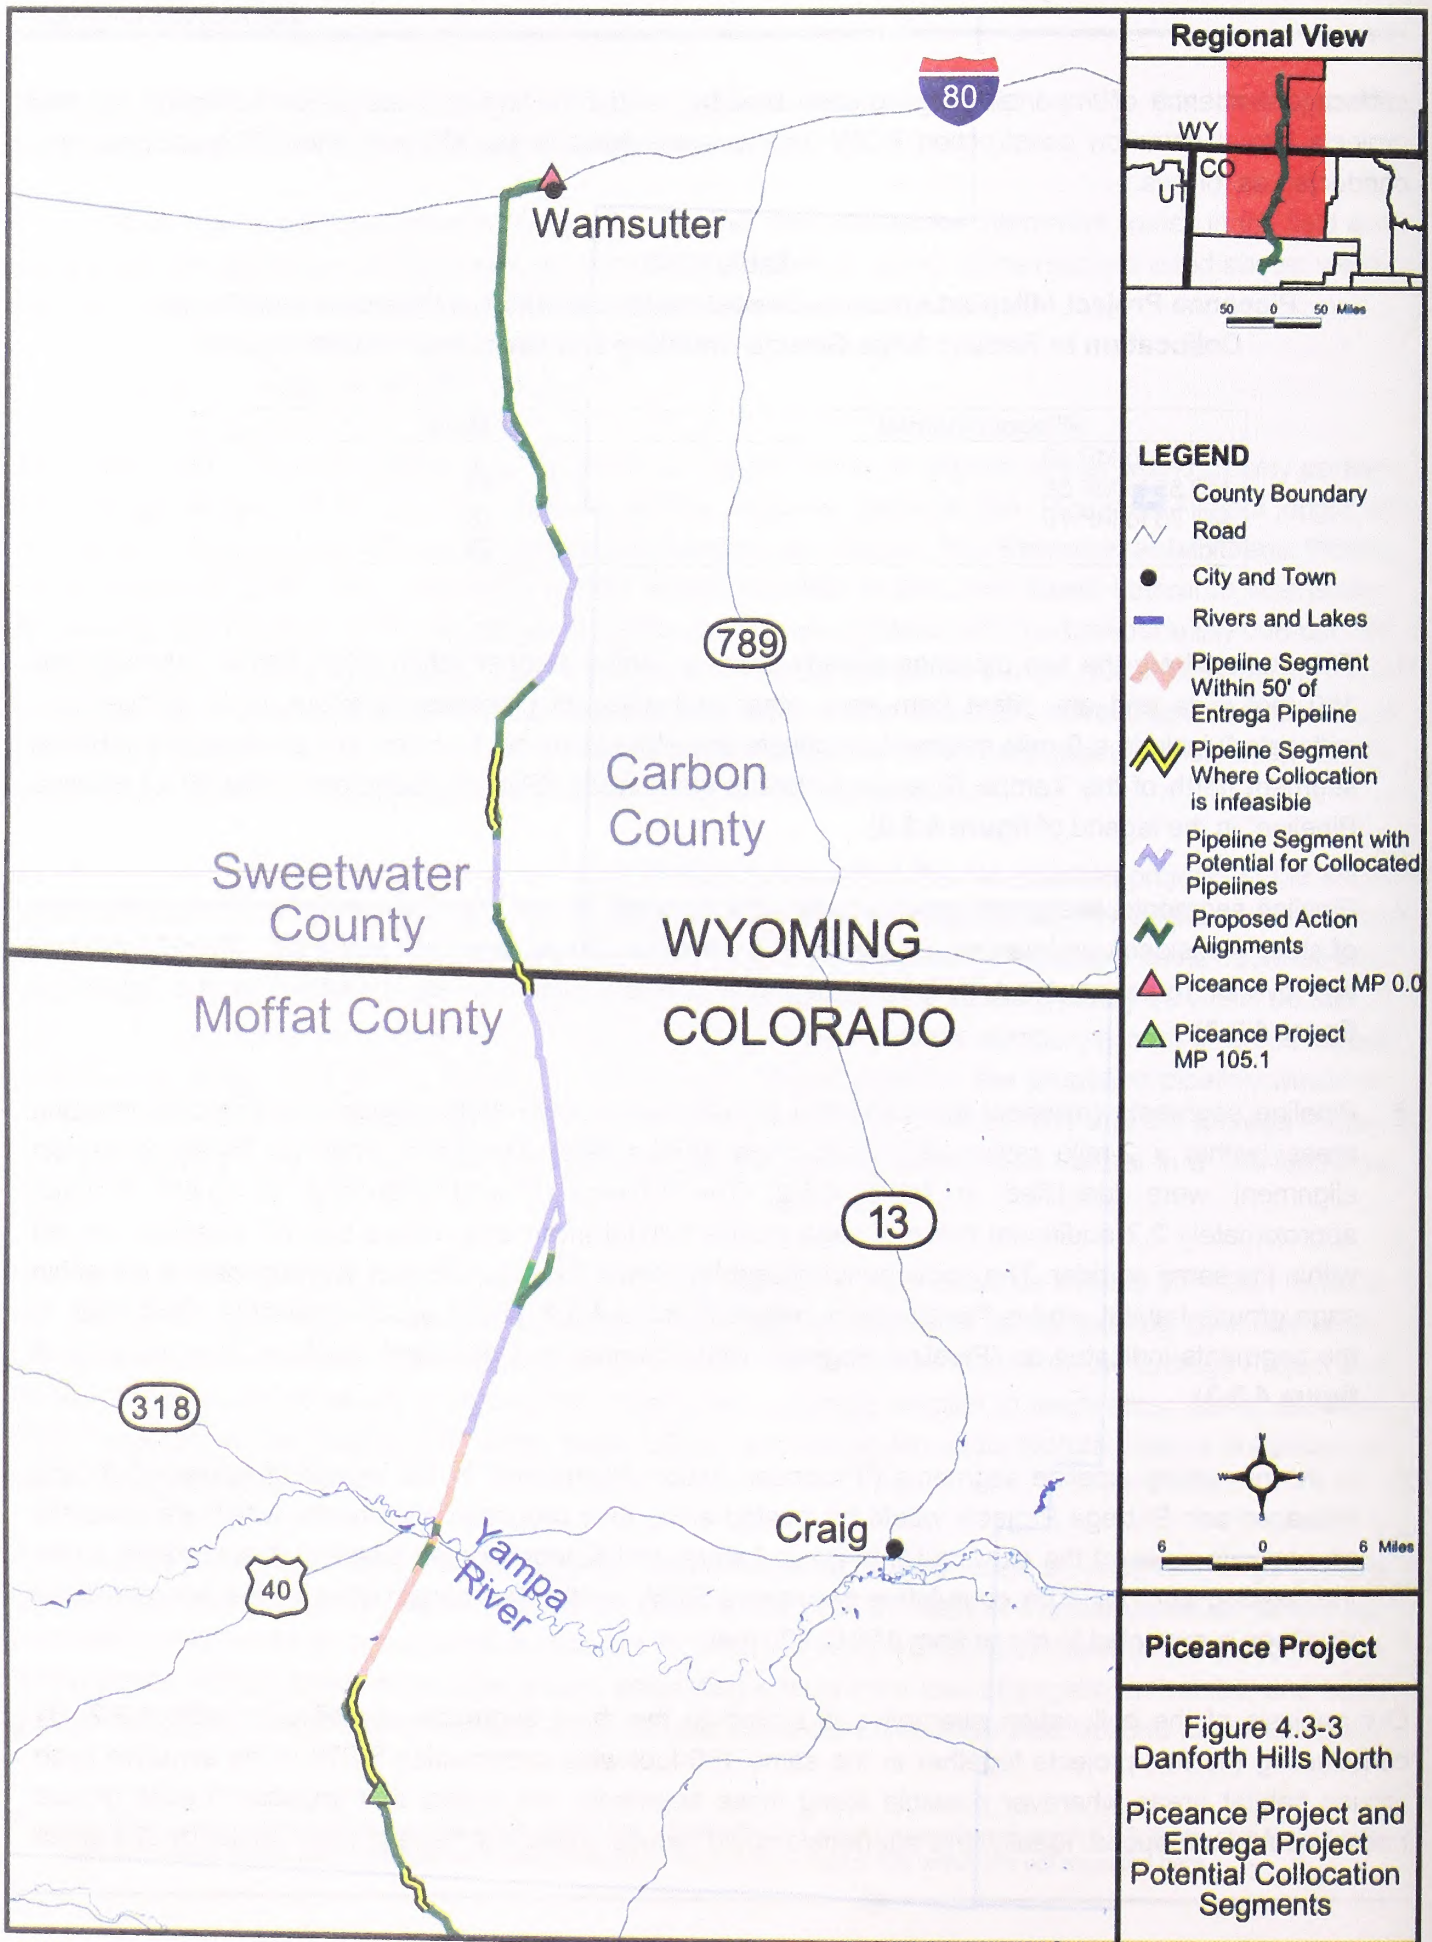 80
Wamsutter
789
Carbon
County
Sweetwater
County
WYOMING
Moffat County
COLORADO
13
318
Craig
Yampa
River
40
Regional View
WY
CO
UT
50 0 50 Miles
LEGEND
County Boundary
Road
City and Town
Rivers and Lakes
Pipeline Segment
Within 50' of
Entrega Pipeline
Pipeline Segment
Where Collocation
is infeasible
Pipeline Segment with
Potential for Collocated
Pipelines
Proposed Action
Alignments
Piceance Project MP 0.0
Piceance Project
MP 105.1
6 0 6 Miles
Piceance Project
Figure 4.3-3
Danforth Hills North
Piceance Project and
Entrega Project
Potential Collocation
Segments